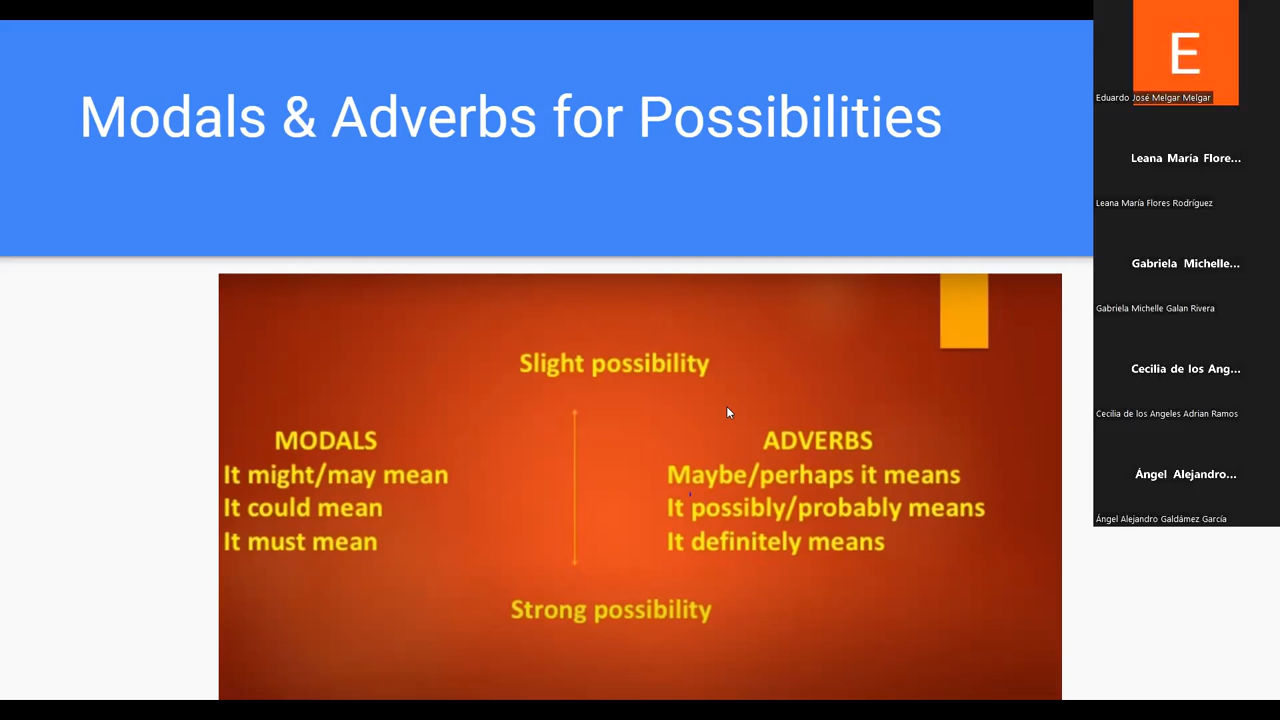 Modals & Adverbs for Possibilities
Slight possibility
MODALS
It might/may mean
It could mean
It must mean
ADVERBS
Maybe/perhaps it means
It possibly/probably means
It definitely means
Strong possibility
E
Eduardo José Melgar Melgar
Leana María Flore...
Leana María Flores Rodríguez
Gabriela Michelle...
Gabriela Michelle Galan Rivera
Cecilia de los Ang...
Cecilia de los Angeles Adrian Ramos
Ángel Alejandro...
Ángel Alejandro Galdámez García